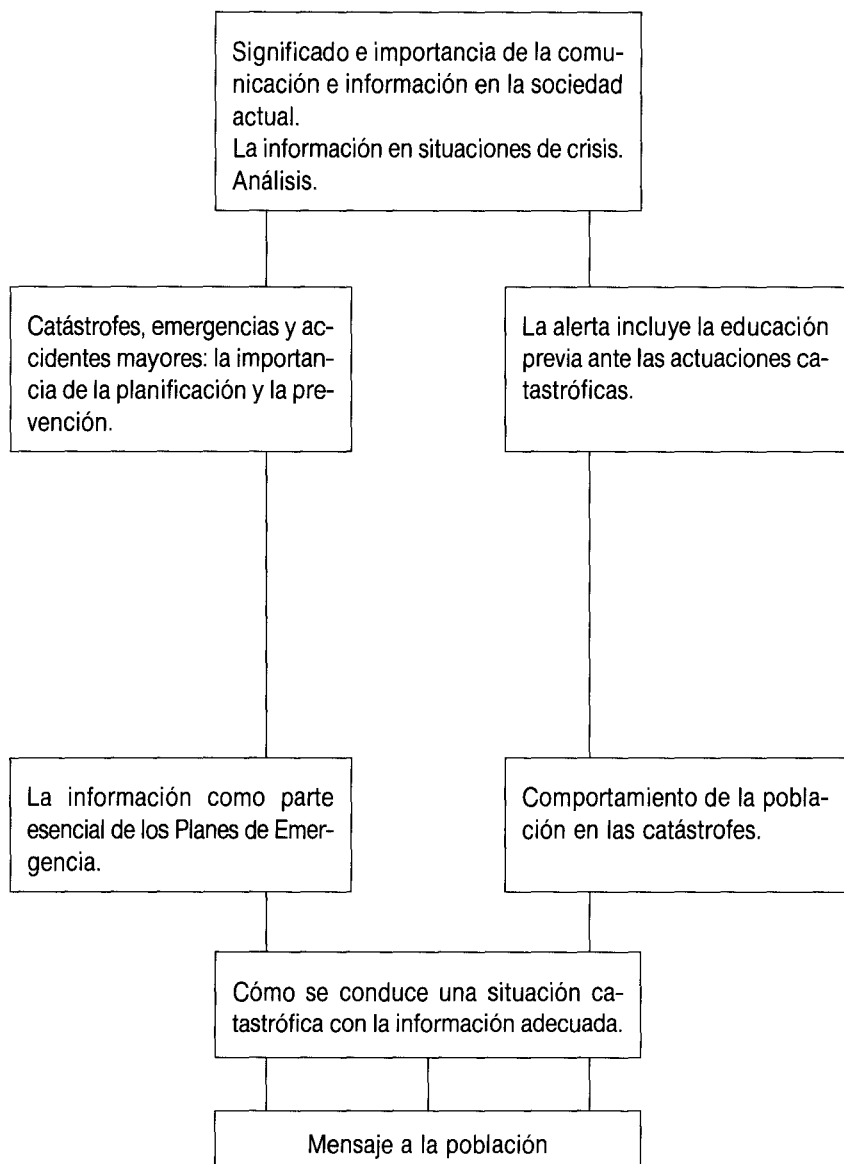 Significado e importancia de la comu-
nicación e información en la sociedad
actual.
La información en situaciones de crisis.
Análisis.
Catástrofes, emergencias y ac-
cidentes mayores: la importan-
cia de la planificación y la pre-
vención.
La alerta incluye la educación
previa ante las actuaciones ca-
tastróficas.
La información como parte
esencial de los Planes de Emer-
gencia.
Comportamiento de la pobla-
ción en las catástrofes.
Cómo se conduce una situación ca-
tastrófica con la información adecuada.
Mensaje a la población